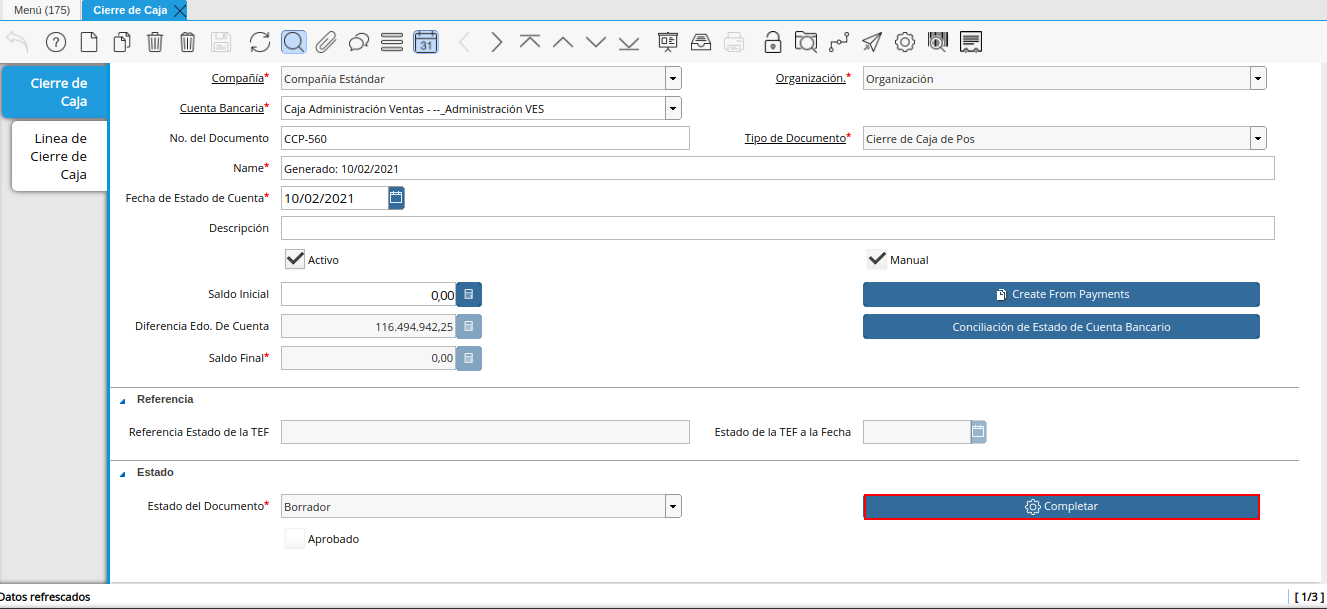 Menú (175)
Cierre de Caja
31
Cierre de
Caja
Linea de
Cierre de
Caja
Compañía* Compañía Estándar Organización.* Organización
Cuenta Bancaria* Caja Administración Ventas - --_Administración VES
No. del Documento CCP-560 Tipo de Documento* Cierre de Caja de Pos
Name* Generado: 10/02/2021
Fecha de Estado de Cuenta* 10/02/2021
Descripción
Activo Manual
Saldo Inicial 0,00 Create From Payments
Diferencia Edo. De Cuenta 116.494.942,25 Conciliación de Estado de Cuenta Bancario
Saldo Final* 0,00
Referencia
Referencia Estado de la TEF Estado de la TEF a la Fecha
Estado
Estado del Documento* Borrador Completar
Aprobado
Datos refrescados [ 1/3 ]